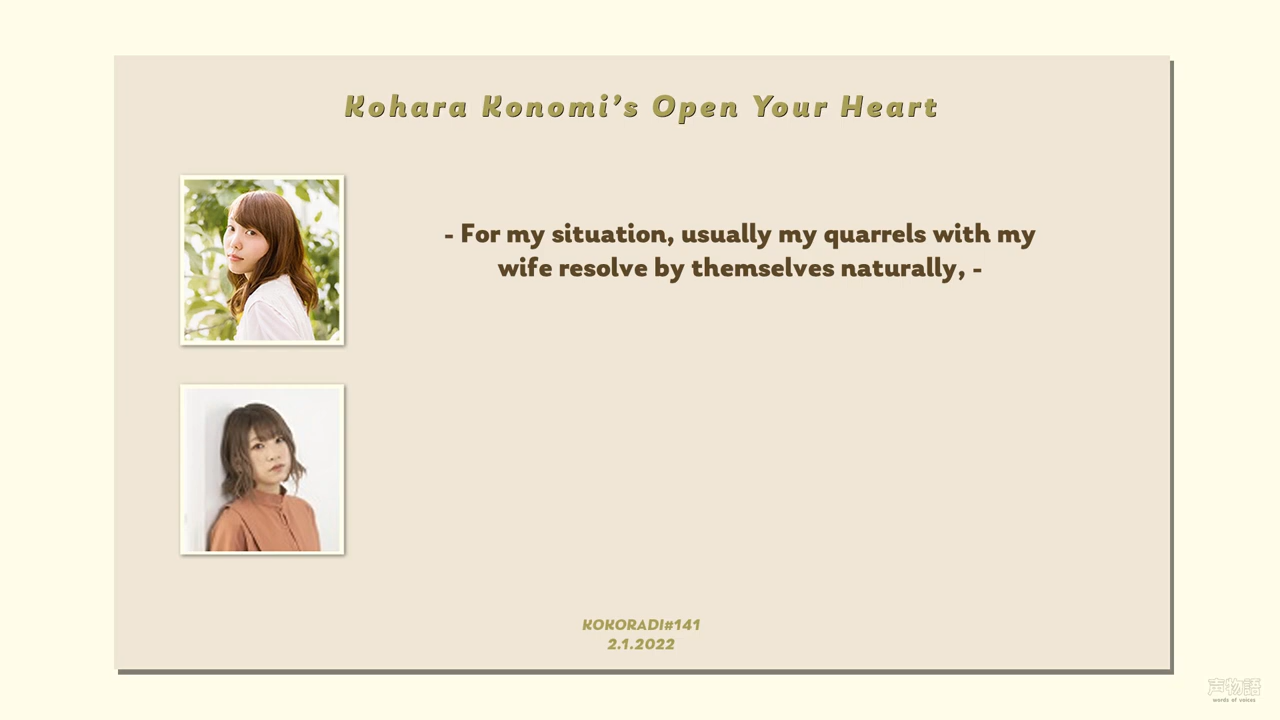 Kohara Konomi's Open Your Heart
- For my situation, usually my quarrels with my
wife resolve by themselves naturally, -
KOKORADI#141
2.1.2022
声物語
words of voices